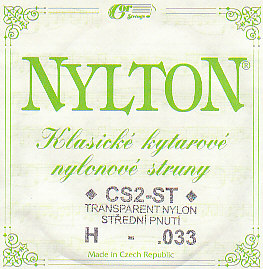 NYLTON®
Klasické kytarové
nylonové struny
◆ CS2-ST ◆
TRANSPARENT NYLON
STŘEDNÍ PNUTÍ
H - .033
Made in Czech Republic